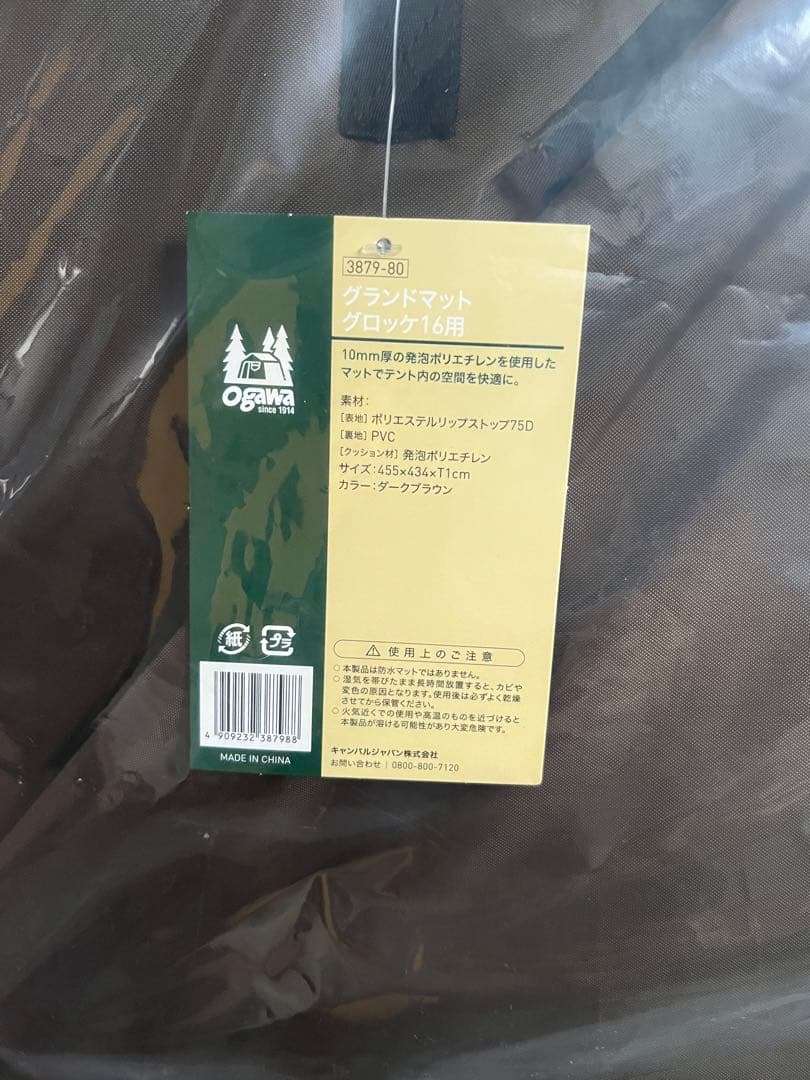 3879-80
グランドマット
グロッケ16用
10mm厚の発泡ポリエチレンを使用した
マットでテント内の空間を快適に。
素材:
[表地] ポリエステルリップストップ75D
[裏地] PVC
[クッション材] 発泡ポリエチレン
サイズ:455×434×T1cm
カラー:ダークブラウン
ogawa
since 1914
紙
プラ
4 909232 387988
MADE IN CHINA
⚠ 使用上のご注意
○本製品は防水マットではありません。
○湿気を帯びたまま長時間放置すると、カビや
変色の原因となります。使用後は必ずよく乾燥
させてから保管ください。
○火気近くでの使用や高温のものを近づけると
本製品が溶ける可能性があり大変危険です。
キャンパルジャパン株式会社
お問い合わせ | 0800-800-7120